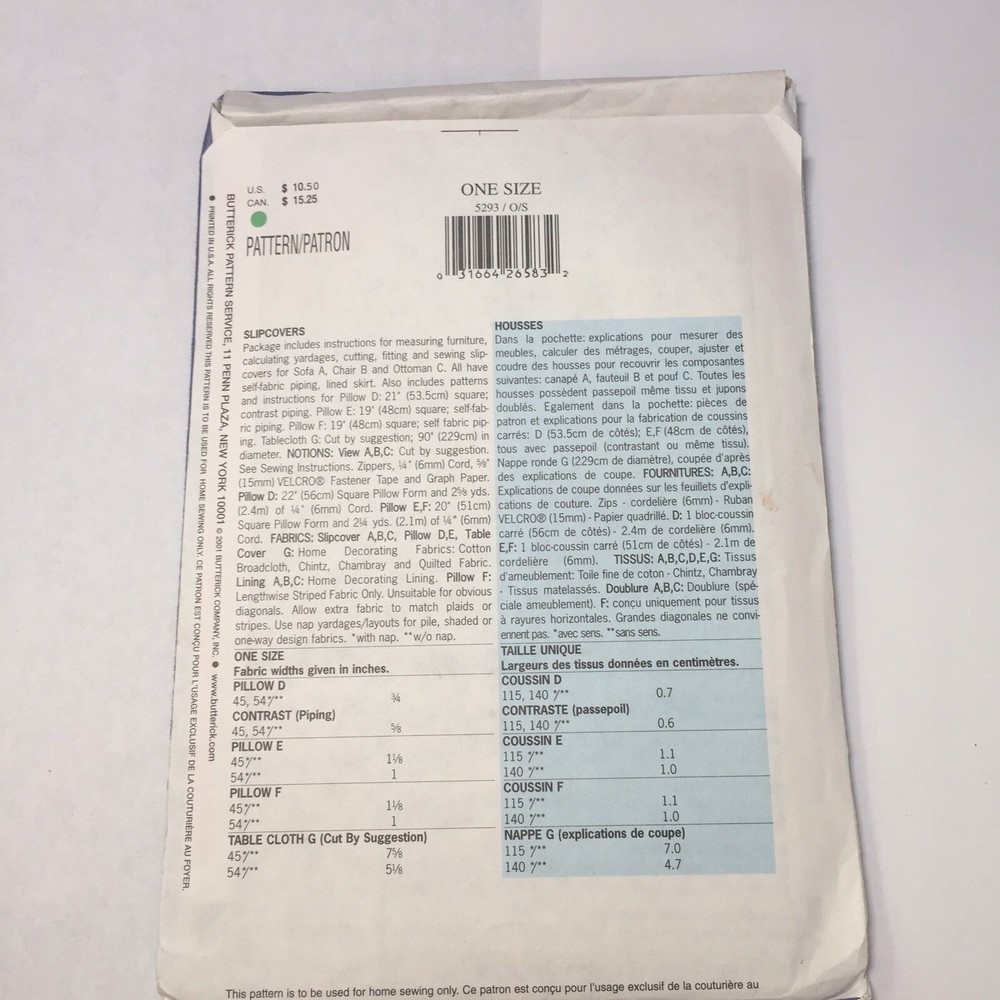 U.S. $ 10.50
CAN. $ 15.25
PATTERN/PATRON
ONE SIZE
5293 / O/S
0 31664 26583 2
BUTTERICK PATTERN SERVICE, 11 PENN PLAZA, NEW YORK 10001 © 2001 BUTTERICK COMPANY, INC. ● www.butterick.com
● PRINTED IN U.S.A. ALL RIGHTS RESERVED THIS PATTERN IS TO BE USED FOR HOME SEWING ONLY. CE PATRON EST CONÇU POUR L'USAGE EXCLUSIF DE LA COUTURIÈRE AU FOYER.
SLIPCOVERS
Package includes instructions for measuring furniture,
calculating yardages, cutting, fitting and sewing slip-
covers for Sofa A, Chair B and Ottoman C. All have
self-fabric piping, lined skirt. Also includes patterns
and instructions for Pillow D: 21" (53.5cm) square;
contrast piping. Pillow E: 19" (48cm) square; self-fab-
ric piping. Pillow F: 19" (48cm) square; self fabric pip-
ing. Tablecloth G: Cut by suggestion; 90" (229cm) in
diameter. NOTIONS: View A,B,C: Cut by suggestion.
See Sewing Instructions. Zippers, ¼" (6mm) Cord, ⅝"
(15mm) VELCRO® Fastener Tape and Graph Paper.
Pillow D: 22" (56cm) Square Pillow Form and 2⅝ yds.
(2.4m) of ¼" (6mm) Cord. Pillow E,F: 20" (51cm)
Square Pillow Form and 2¼ yds. (2.1m) of ¼" (6mm)
Cord. FABRICS: Slipcover A,B,C, Pillow D,E, Table
Cover G: Home Decorating Fabrics: Cotton
Broadcloth, Chintz, Chambray and Quilted Fabric.
Lining A,B,C: Home Decorating Lining. Pillow F:
Lengthwise Striped Fabric Only. Unsuitable for obvious
diagonals. Allow extra fabric to match plaids or
stripes. Use nap yardages/layouts for pile, shaded or
one-way design fabrics. *with nap. **w/o nap.
ONE SIZE
Fabric widths given in inches.
PILLOW D
45, 54*/** ¾
CONTRAST (Piping)
45, 54*/** ⅝
PILLOW E
45*/** 1⅛
54*/** 1
PILLOW F
45*/** 1⅛
54*/** 1
TABLE CLOTH G (Cut By Suggestion)
45*/** 7⅝
54*/** 5⅛
HOUSSES
Dans la pochette: explications pour mesurer des
meubles, calculer des métrages, couper, ajuster et
coudre des housses pour recouvrir les composantes
suivantes: canapé A, fauteuil B et pouf C. Toutes les
housses possèdent passepoil même tissu et jupons
doublés. Egalement dans la pochette: pièces de
patron et explications pour la fabrication de coussins
carrés: D (53.5cm de côtés); E,F (48cm de côtés),
tous avec passepoil (contrastant ou même tissu).
Nappe ronde G (229cm de diamètre), coupée d'après
des explications de coupe. FOURNITURES: A,B,C:
Explications de coupe données sur les feuillets d'expli-
cations de couture. Zips - cordelière (6mm) - Ruban
VELCRO® (15mm) - Papier quadrillé. D: 1 bloc-coussin
carré (56cm de côtés) - 2.4m de cordelière (6mm).
E,F: 1 bloc-coussin carré (51cm de côtés) - 2.1m de
cordelière (6mm). TISSUS: A,B,C,D,E,G: Tissus
d'ameublement: Toile fine de coton - Chintz, Chambray
- Tissus matelassés. Doublure A,B,C: Doublure (spé-
ciale ameublement). F: conçu uniquement pour tissus
à rayures horizontales. Grandes diagonales ne convi-
ennent pas. *avec sens. **sans sens.
TAILLE UNIQUE
Largeurs des tissus données en centimètres.
COUSSIN D
115, 140 */** 0.7
CONTRASTE (passepoil)
115, 140 */** 0.6
COUSSIN E
115 */** 1.1
140 */** 1.0
COUSSIN F
115 */** 1.1
140 */** 1.0
NAPPE G (explications de coupe)
115 */** 7.0
140 */** 4.7
This pattern is to be used for home sewing only. Ce patron est conçu pour l'usage exclusif de la couturière au